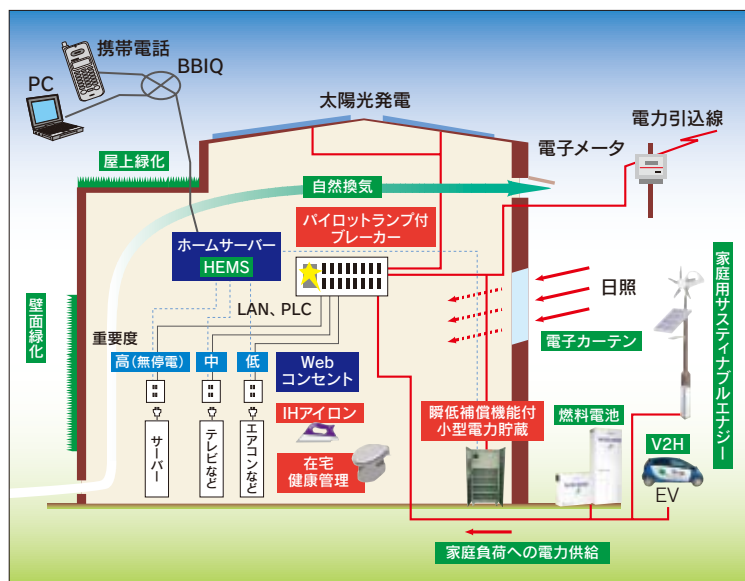 携帯電話
BBIQ
PC
太陽光発電
電力引込線
電子メータ
屋上緑化
自然換気
パイロットランプ付
ブレーカー
ホームサーバー
HEMS
家庭用サスティナブルエナジー
日照
壁面緑化
LAN、PLC
重要度
電子カーテン
高(無停電)
中
低
Web
コンセント
IHアイロン
瞬低補償機能付
小型電力貯蔵
燃料電池
サーバー
テレビなど
エアコンなど
V2H
在宅
健康管理
EV
家庭負荷への電力供給